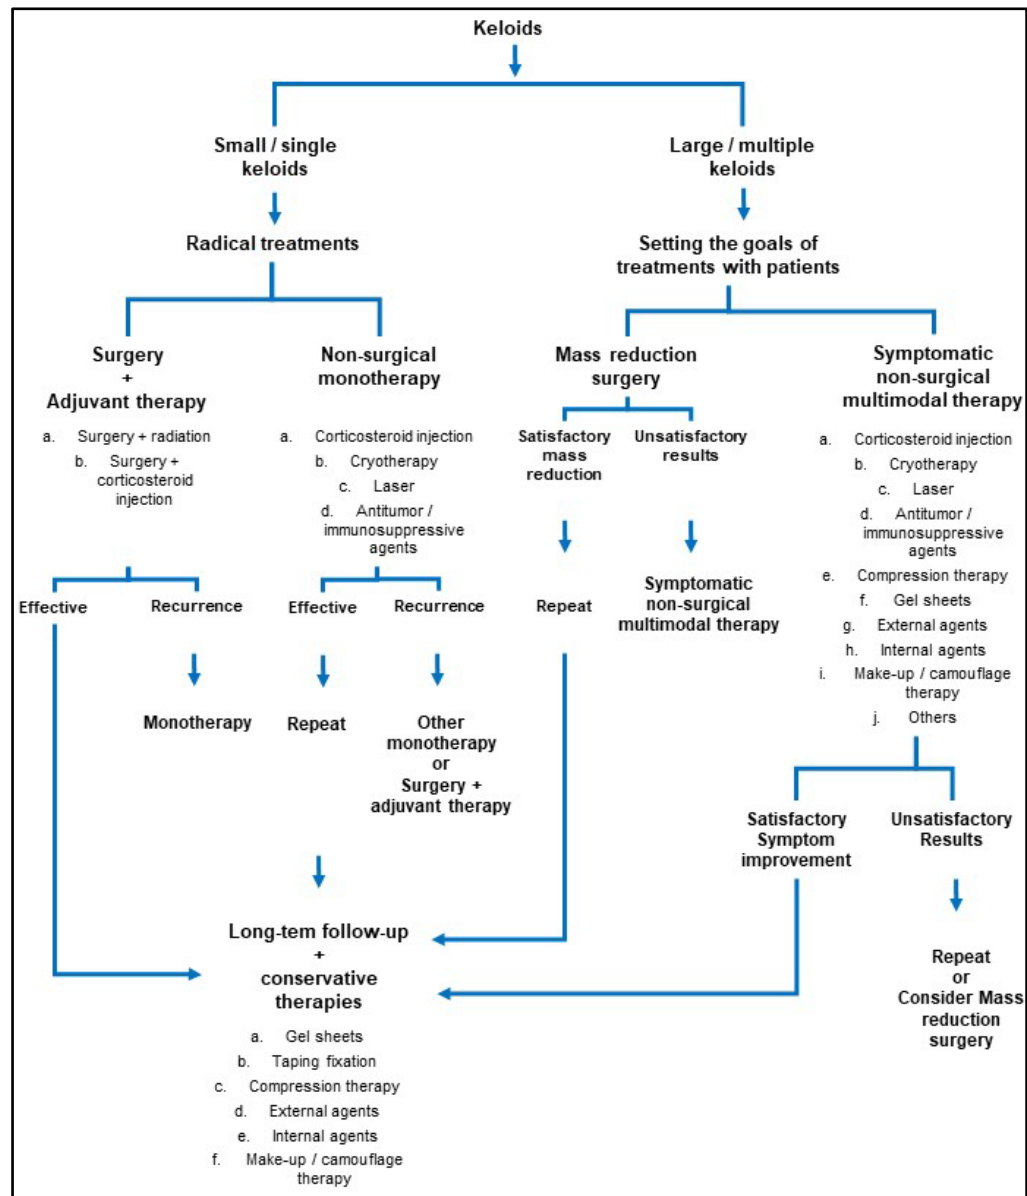 Keloids
Small / single
keloids
Large / multiple
keloids
Radical treatments
Setting the goals of
treatments with patients
Surgery
+
Adjuvant therapy
a. Surgery + radiation
b. Surgery +
corticosteroid
injection
Non-surgical
monotherapy
a. Corticosteroid injection
b. Cryotherapy
c. Laser
d. Antitumor /
immunosuppressive
agents
Mass reduction
surgery
Satisfactory
mass
reduction
Unsatisfactory
results
Symptomatic
non-surgical
multimodal therapy
a. Corticosteroid injection
b. Cryotherapy
c. Laser
d. Antitumor /
immunosuppressive
agents
e. Compression therapy
f. Gel sheets
g. External agents
h. Internal agents
i. Make-up / camouflage
therapy
j. Others
Effective
Recurrence
Effective
Recurrence
Repeat
Symptomatic
non-surgical
multimodal therapy
Monotherapy
Repeat
Other
monotherapy
or
Surgery +
adjuvant therapy
Satisfactory
Symptom
improvement
Unsatisfactory
Results
Long-tem follow-up
+
conservative
therapies
a. Gel sheets
b. Taping fixation
c. Compression therapy
d. External agents
e. Internal agents
f. Make-up / camouflage
therapy
Repeat
or
Consider Mass
reduction
surgery